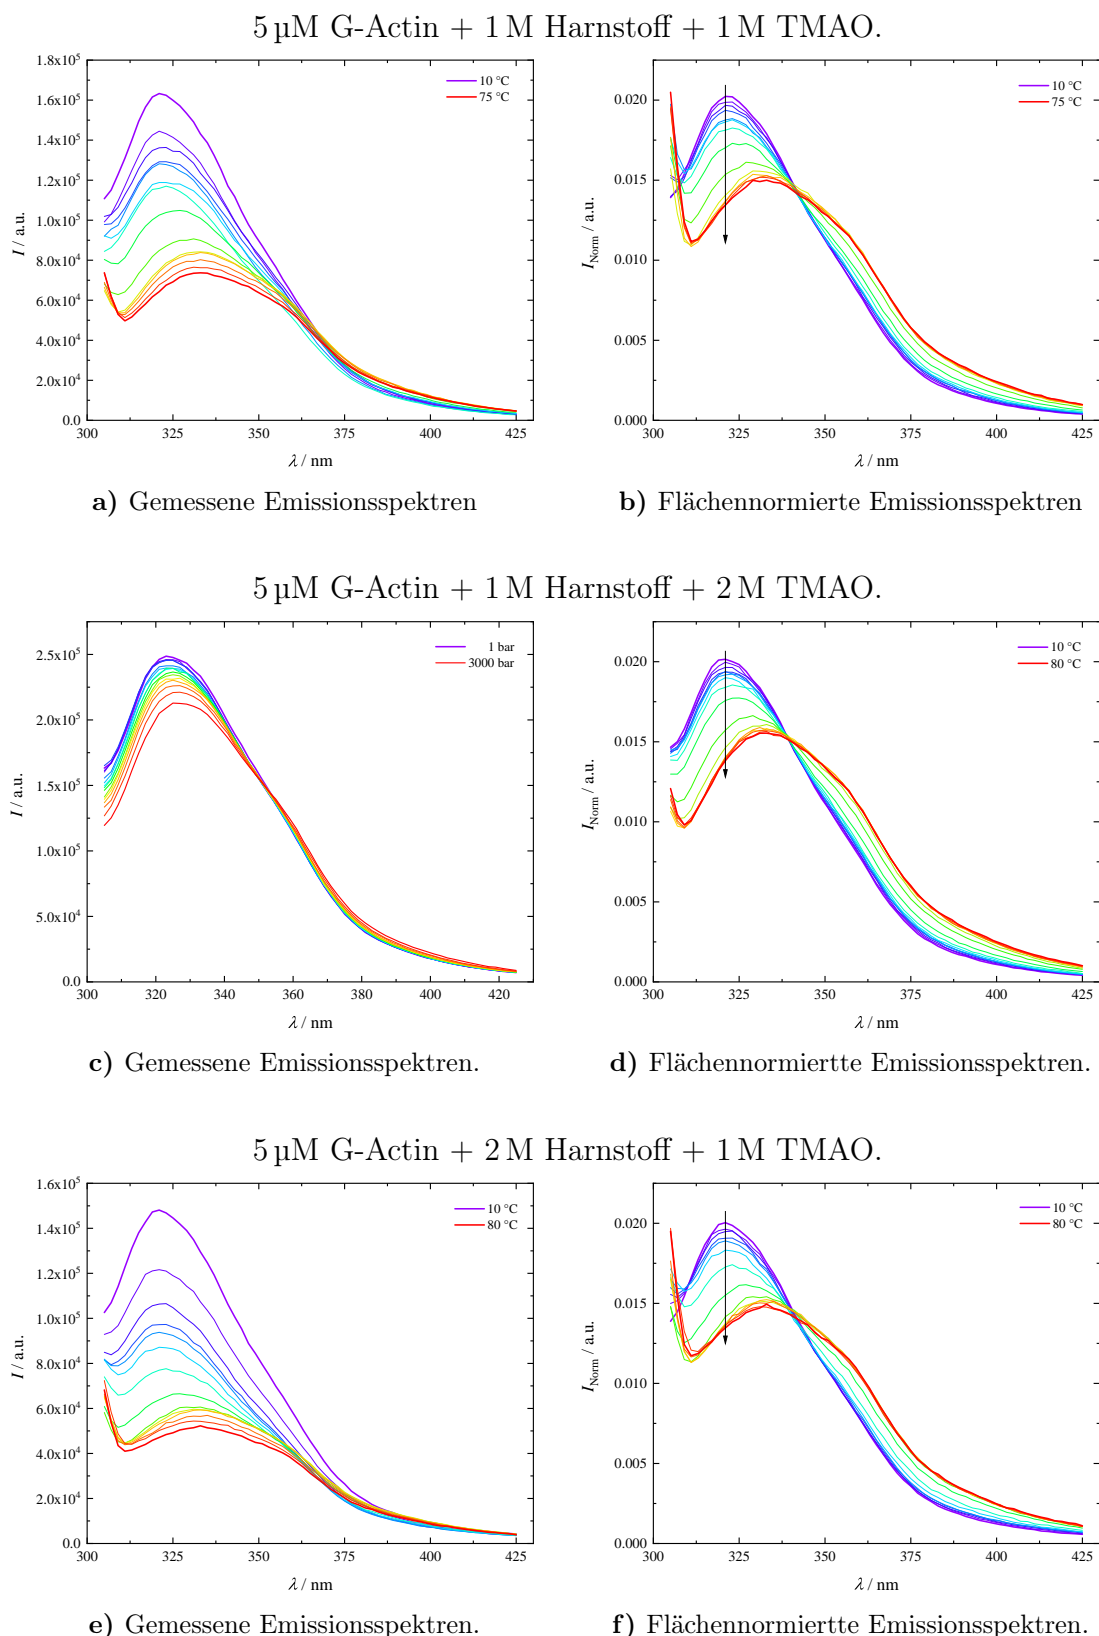 5 µM G-Actin + 1 M Harnstoff + 1 M TMAO.
1.8x10⁵
1.6x10⁵
1.4x10⁵
1.2x10⁵
1.0x10⁵
8.0x10⁴
6.0x10⁴
4.0x10⁴
2.0x10⁴
0.0
I / a.u.
10 °C
75 °C
300 325 350 375 400 425
λ / nm
a) Gemessene Emissionsspektren
0.020
0.015
0.010
0.005
0.000
I_Norm / a.u.
10 °C
75 °C
300 325 350 375 400 425
λ / nm
b) Flächennormierte Emissionsspektren
5 µM G-Actin + 1 M Harnstoff + 2 M TMAO.
2.5x10⁵
2.0x10⁵
1.5x10⁵
1.0x10⁵
5.0x10⁴
0.0
I / a.u.
1 bar
3000 bar
300 320 340 360 380 400 420
λ / nm
c) Gemessene Emissionsspektren.
0.020
0.015
0.010
0.005
0.000
I_Norm / a.u.
10 °C
80 °C
300 325 350 375 400 425
λ / nm
d) Flächennormiertte Emissionsspektren.
5 µM G-Actin + 2 M Harnstoff + 1 M TMAO.
1.6x10⁵
1.4x10⁵
1.2x10⁵
1.0x10⁵
8.0x10⁴
6.0x10⁴
4.0x10⁴
2.0x10⁴
0.0
I / a.u.
10 °C
80 °C
300 325 350 375 400 425
λ / nm
e) Gemessene Emissionsspektren.
0.020
0.015
0.010
0.005
0.000
I_Norm / a.u.
10 °C
80 °C
300 325 350 375 400 425
λ / nm
f) Flächennormiertte Emissionsspektren.